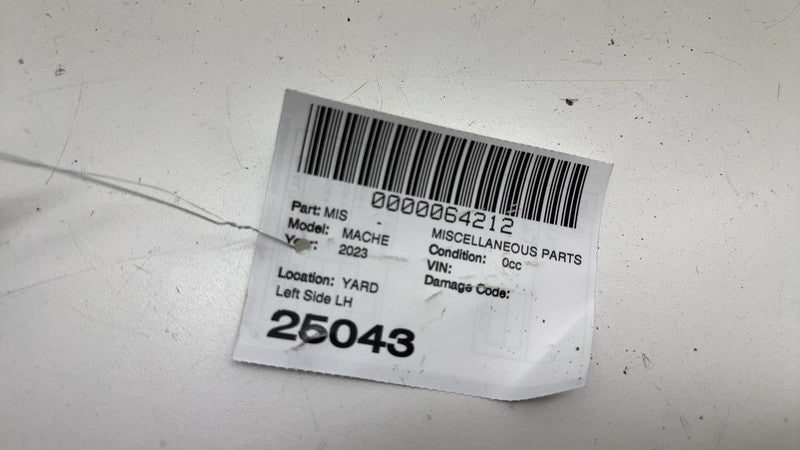 0000064212
Part: MIS - MISCELLANEOUS PARTS
Model: MACHE Condition: 0cc
Year: 2023 VIN:
Damage Code:
Location: YARD
Left Side LH
25043